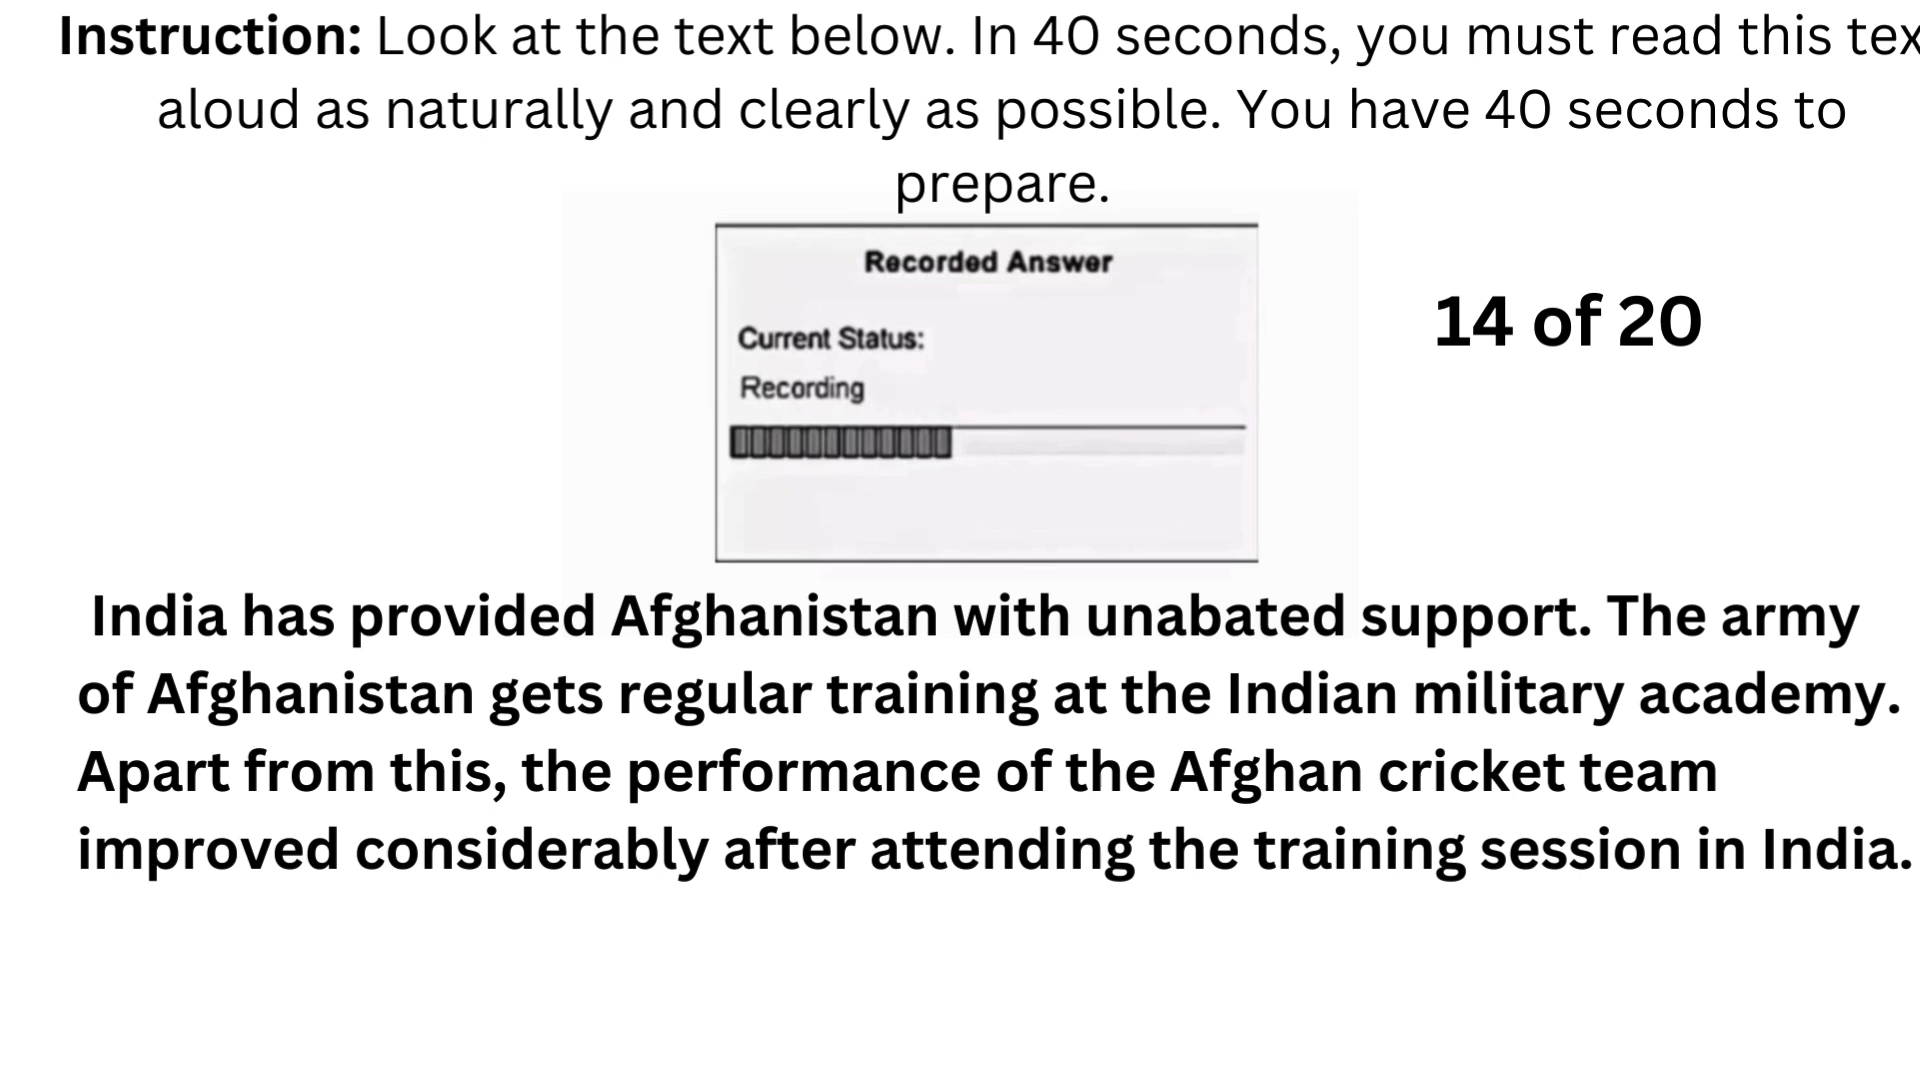 Instruction: Look at the text below. In 40 seconds, you must read this tex
aloud as naturally and clearly as possible. You have 40 seconds to
prepare.
Recorded Answer
14 of 20
Current Status:
Recording
India has provided Afghanistan with unabated support. The army
of Afghanistan gets regular training at the Indian military academy.
Apart from this, the performance of the Afghan cricket team
improved considerably after attending the training session in India.